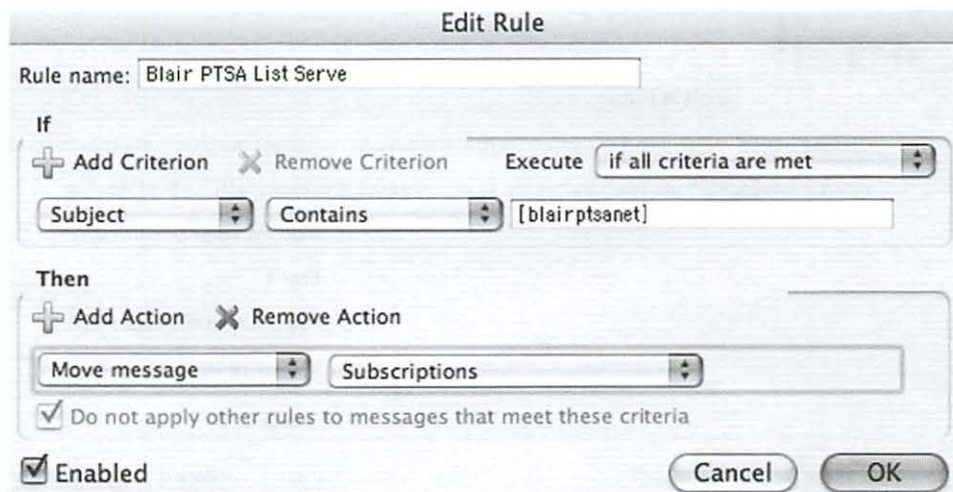 Edit Rule
Rule name: Blair PTSA List Serve
If
Add Criterion Remove Criterion Execute if all criteria are met
Subject Contains [blairptsanet]
Then
Add Action Remove Action
Move message Subscriptions
Do not apply other rules to messages that meet these criteria
Enabled Cancel OK